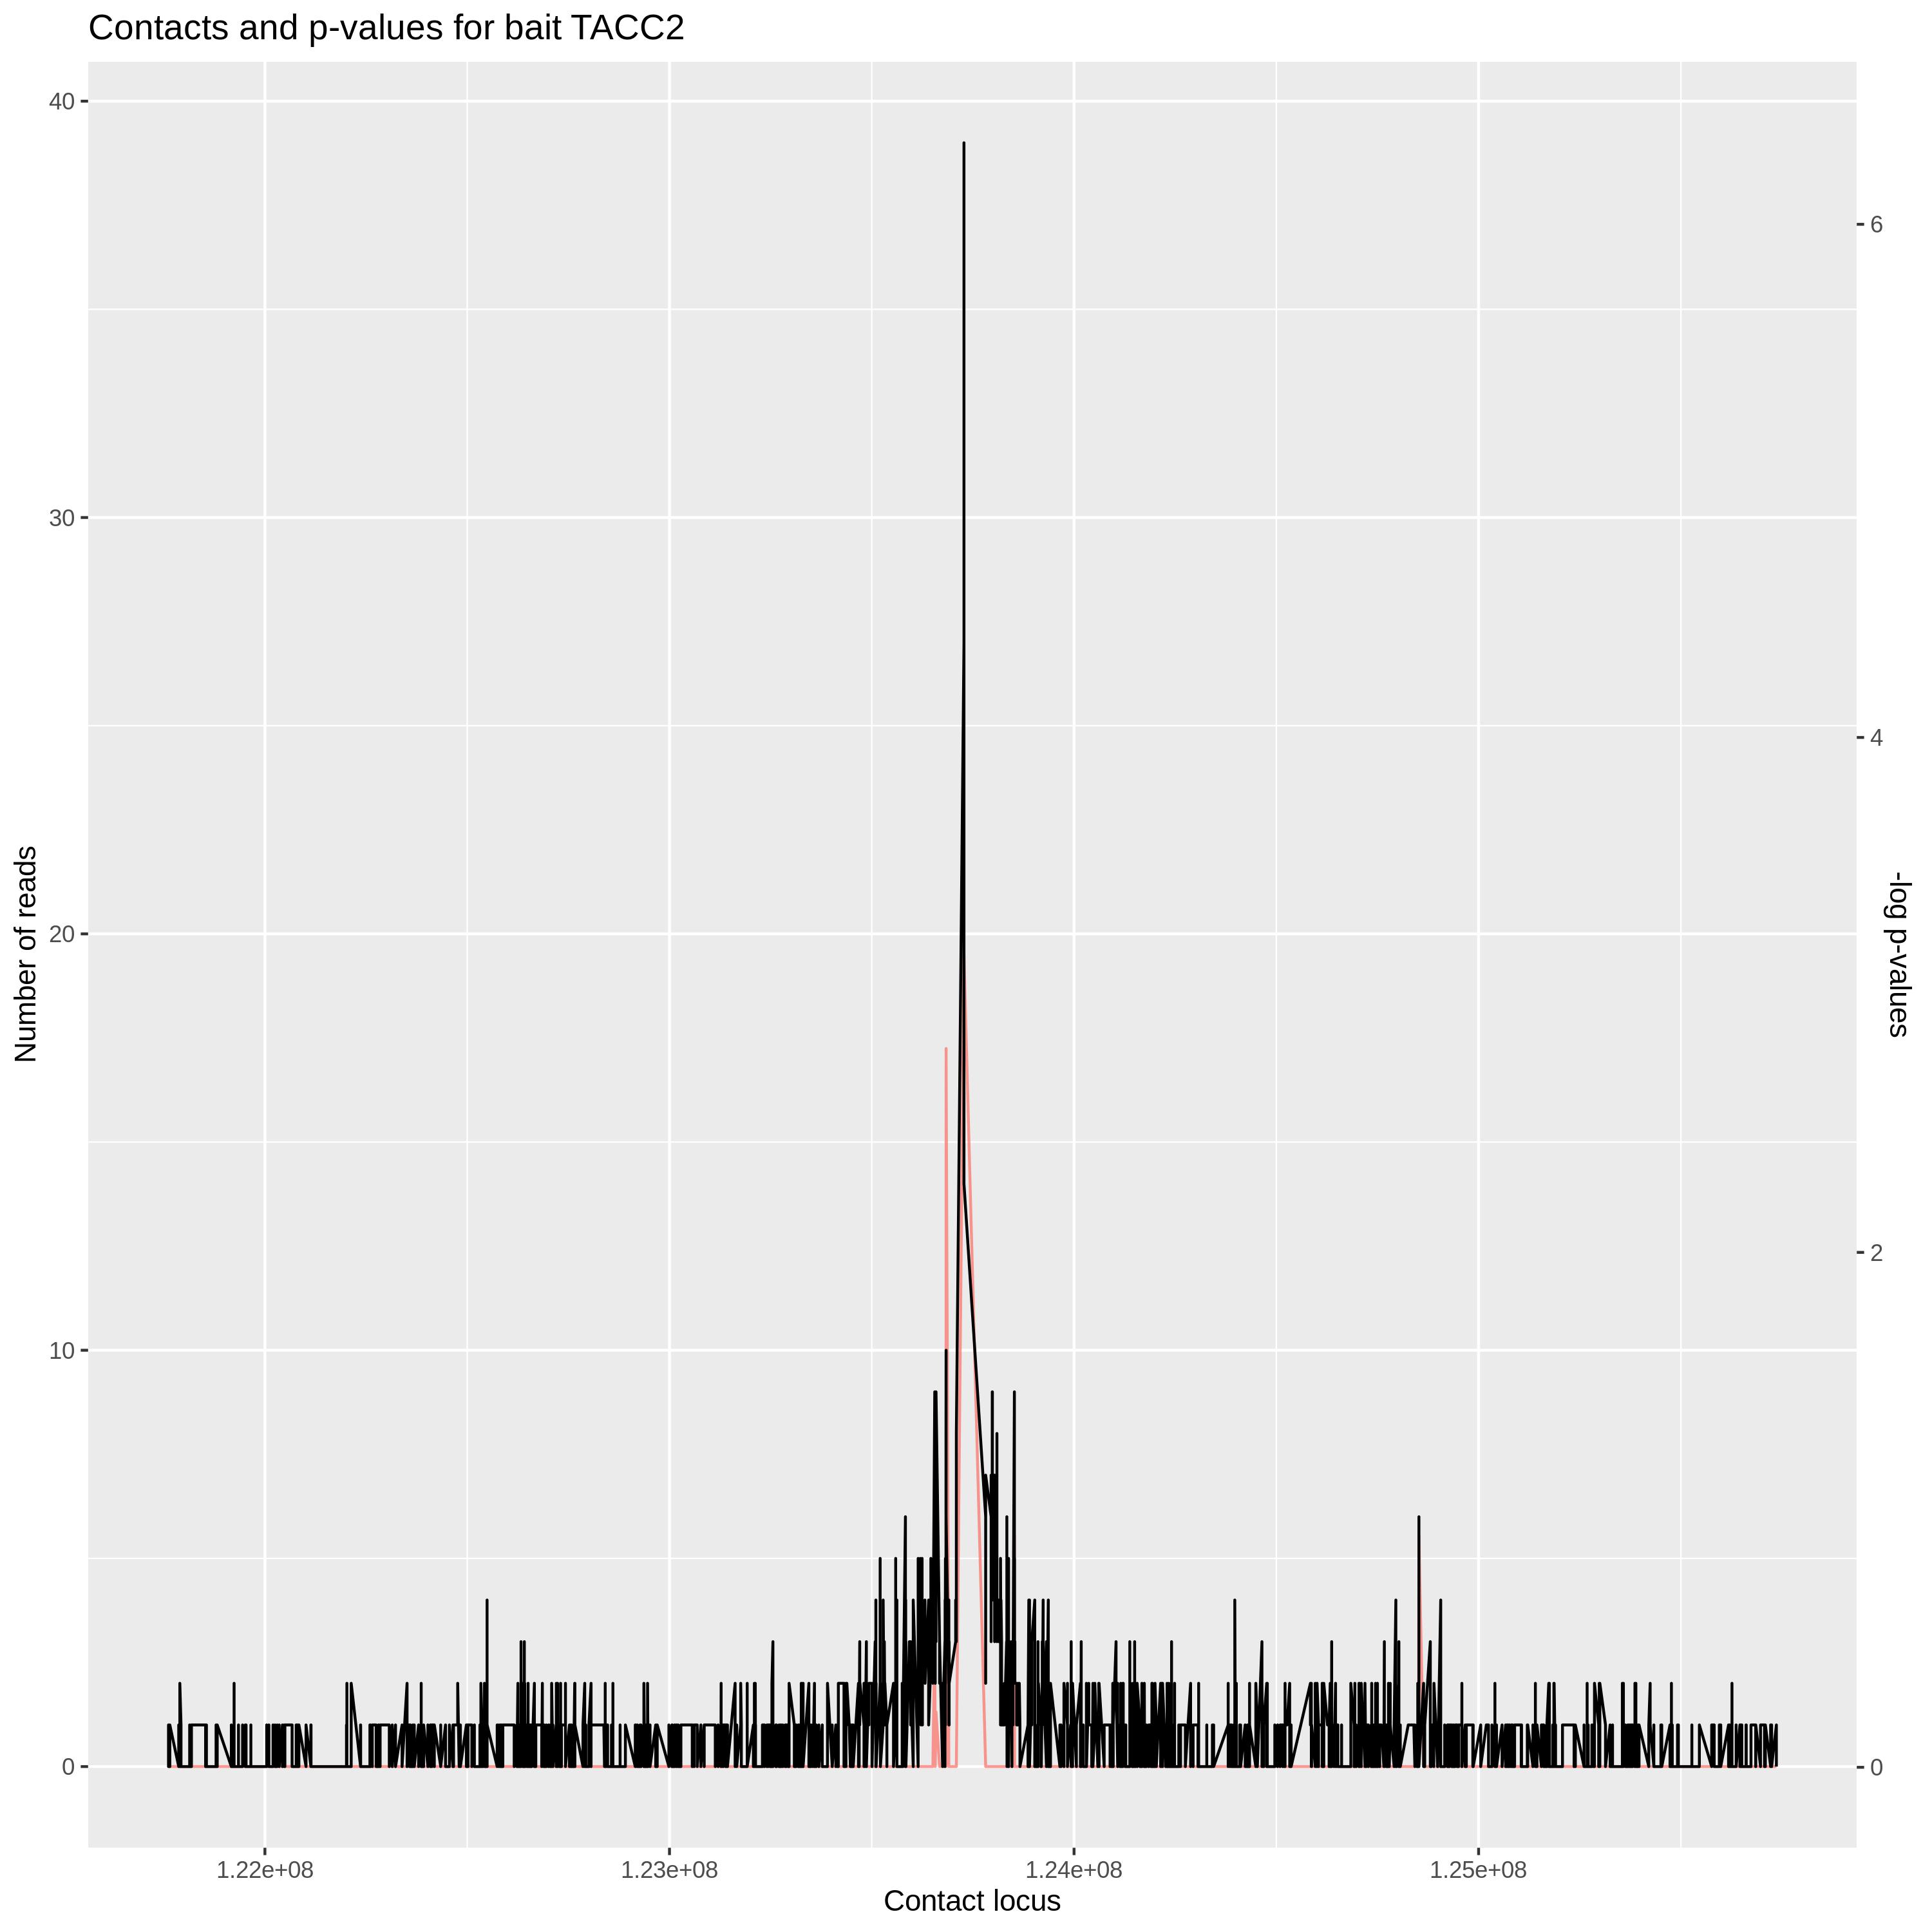 Contacts and p-values for bait TACC2
40
30
20
10
0
Number of reads
6
4
2
0
-log p-values
1.22e+08
1.23e+08
1.24e+08
1.25e+08
Contact locus